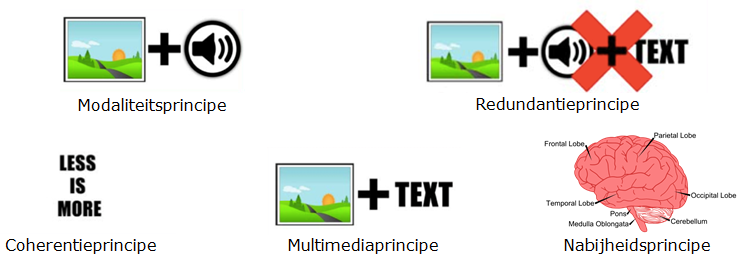 TEXT
Modaliteitsprincipe
Redundantieprincipe
LESS
IS
MORE
TEXT
Frontal Lobe
Parietal Lobe
Temporal Lobe
Occipital Lobe
Pons
Medulla Oblongata
Cerebellum
Coherentieprincipe
Multimediaprincipe
Nabijheidsprincipe